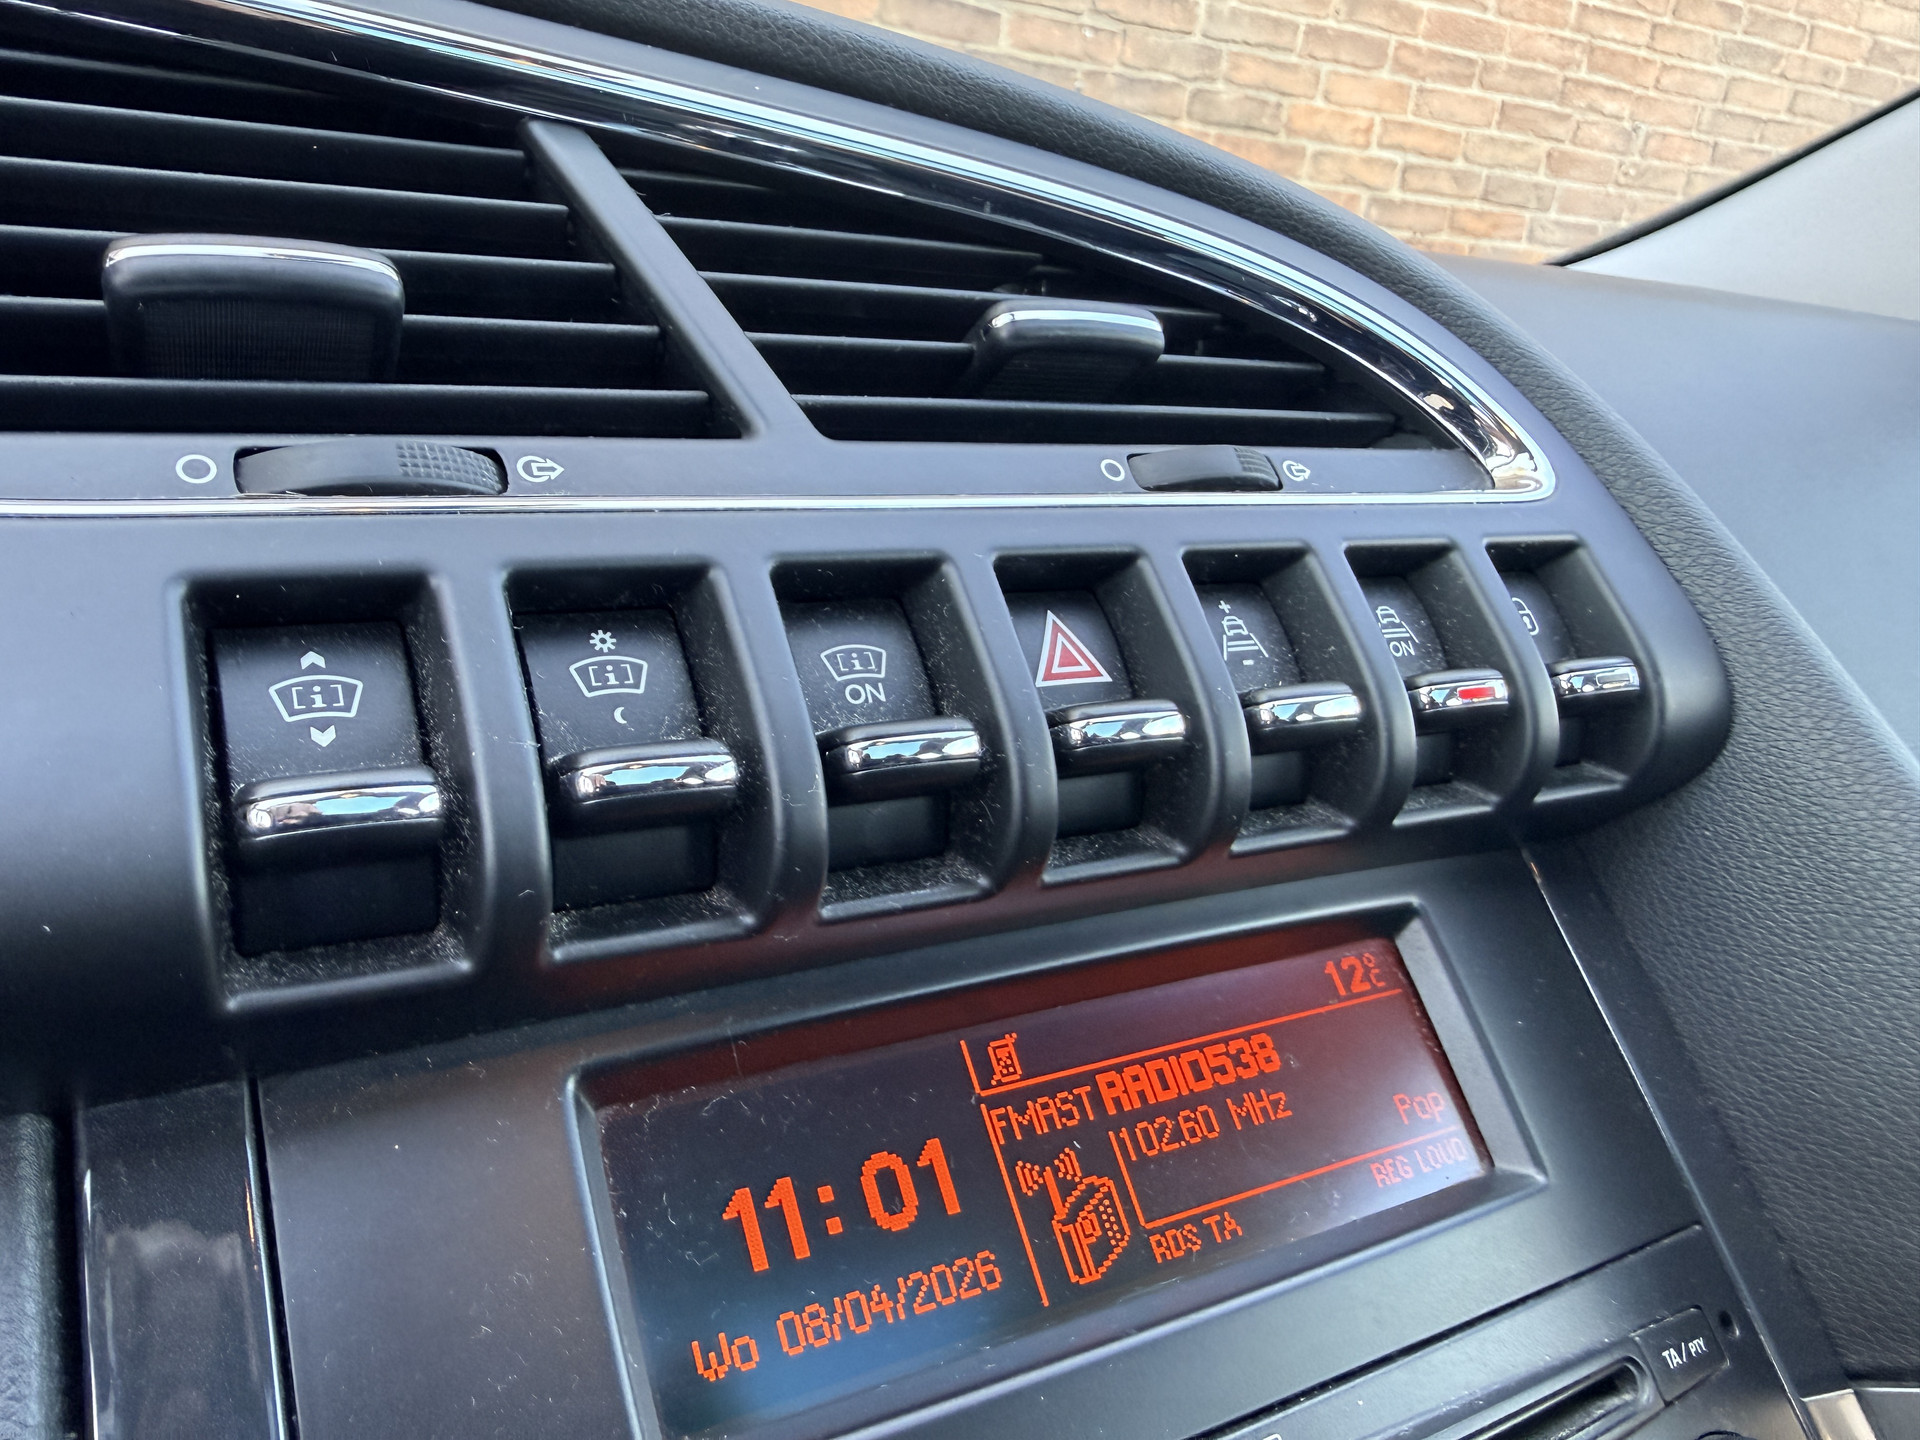 [i]
[i]
[i]
ON
ON
12°C
FMAST RADIO538
102.60 MHz
Pop
REG LOUD
RDS TA
11:01
Wo 08/04/2026
TA/PTY